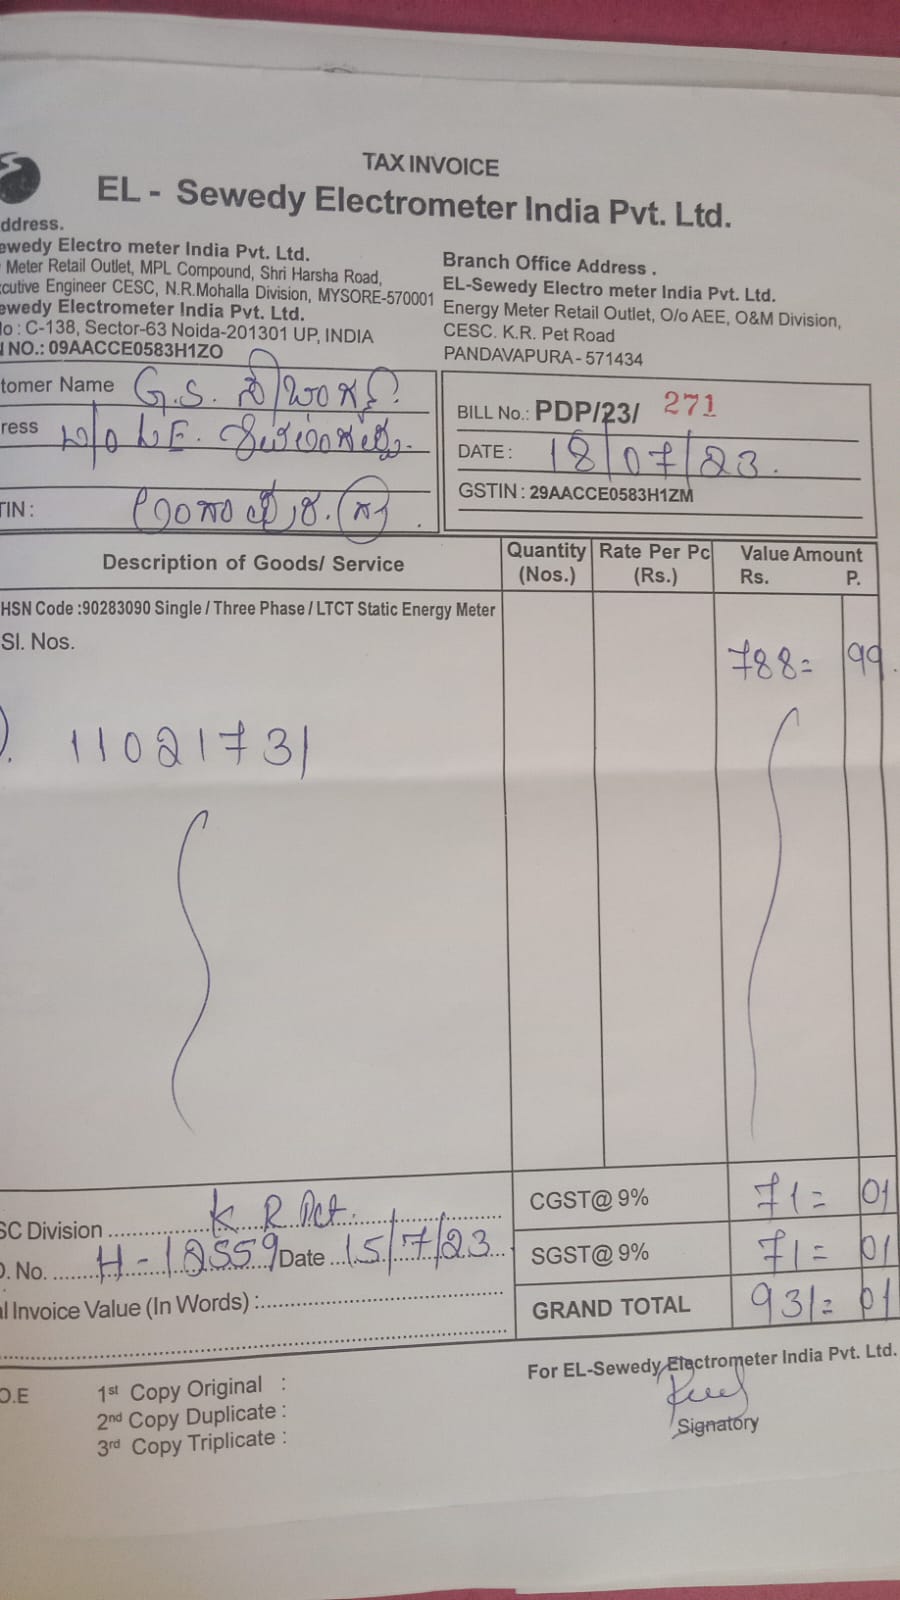 TAX INVOICE
EL - Sewedy Electrometer India Pvt. Ltd.
ddress.
ewedy Electro meter India Pvt. Ltd.
Meter Retail Outlet, MPL Compound, Shri Harsha Road,
cutive Engineer CESC, N.R.Mohalla Division, MYSORE-570001
ewedy Electrometer India Pvt. Ltd.
lo : C-138, Sector-63 Noida-201301 UP, INDIA
NO.: 09AACCE0583H1ZO
Branch Office Address .
EL-Sewedy Electro meter India Pvt. Ltd.
Energy Meter Retail Outlet, O/o AEE, O&M Division,
CESC. K.R. Pet Road
PANDAVAPURA - 571434
tomer Name G.S.
ress
TIN :
BILL No.: PDP/23/ 271
DATE : 18/07/23.
GSTIN : 29AACCE0583H1ZM
Description of Goods/ Service Quantity (Nos.) Rate Per Pc (Rs.) Value Amount Rs. P.
HSN Code :90283090 Single / Three Phase / LTCT Static Energy Meter
Sl. Nos.
788= 99.
11021731
SC Division K R Pet.
CGST@ 9% 71= 01
O. No. H-12559 Date 15/7/23
SGST@ 9% 71= 01
al Invoice Value (In Words) :
GRAND TOTAL 931= 01
For EL-Sewedy Electrometer India Pvt. Ltd.
O.E 1st Copy Original :
2nd Copy Duplicate :
3rd Copy Triplicate :
Signatory